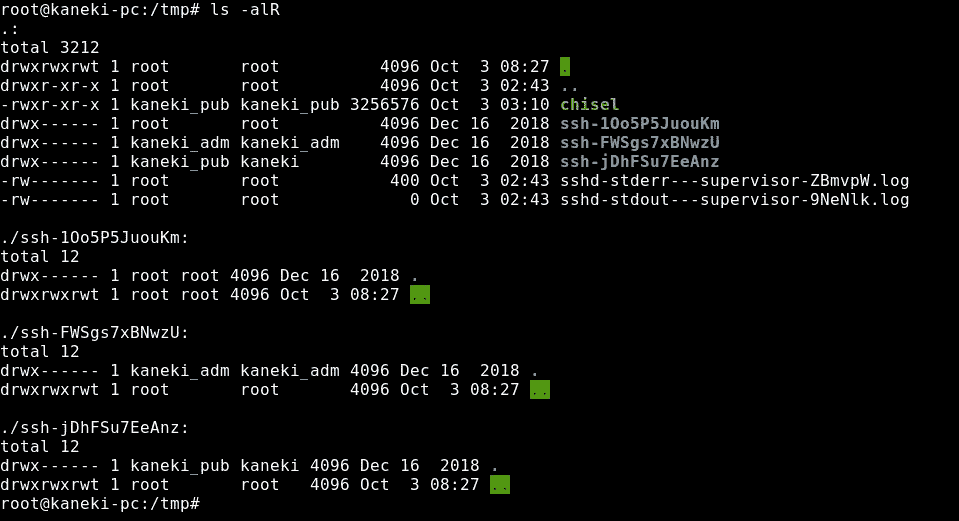 root@kaneki-pc:/tmp# ls -alR
.:
total 3212
drwxrwxrwt 1 root       root          4096 Oct  3 08:27 .
drwxr-xr-x 1 root       root          4096 Oct  3 02:43 ..
-rwxr-xr-x 1 kaneki_pub kaneki_pub 3256576 Oct  3 03:10 chisel
drwx------ 1 root       root          4096 Dec 16  2018 ssh-1Oo5P5JuouKm
drwx------ 1 kaneki_adm kaneki_adm    4096 Dec 16  2018 ssh-FWSgs7xBNwzU
drwx------ 1 kaneki_pub kaneki        4096 Dec 16  2018 ssh-jDhFSu7EeAnz
-rw------- 1 root       root           400 Oct  3 02:43 sshd-stderr---supervisor-ZBmvpW.log
-rw------- 1 root       root             0 Oct  3 02:43 sshd-stdout---supervisor-9NeNlk.log

./ssh-1Oo5P5JuouKm:
total 12
drwx------ 1 root root 4096 Dec 16  2018 .
drwxrwxrwt 1 root root 4096 Oct  3 08:27 ..

./ssh-FWSgs7xBNwzU:
total 12
drwx------ 1 kaneki_adm kaneki_adm 4096 Dec 16  2018 .
drwxrwxrwt 1 root       root       4096 Oct  3 08:27 ..

./ssh-jDhFSu7EeAnz:
total 12
drwx------ 1 kaneki_pub kaneki 4096 Dec 16  2018 .
drwxrwxrwt 1 root       root   4096 Oct  3 08:27 ..
root@kaneki-pc:/tmp#